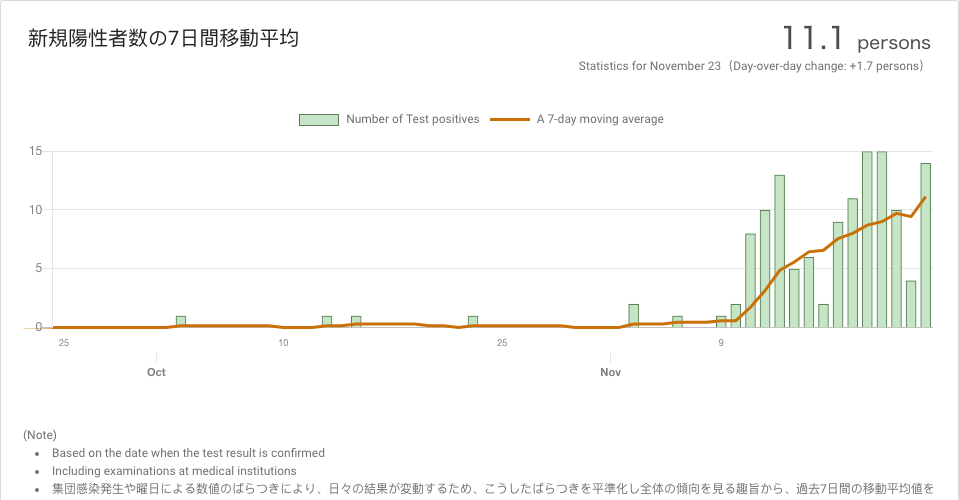 新規陽性者数の7日間移動平均
11.1 persons
Statistics for November 23（Day-over-day change: +1.7 persons）
Number of Test positives
A 7-day moving average
15
10
5
0
25 10 25 9
Oct Nov
(Note)
• Based on the date when the test result is confirmed
• Including examinations at medical institutions
• 集団感染発生や曜日による数値のばらつきにより、日々の結果が変動するため、こうしたばらつきを平準化し全体の傾向を見る趣旨から、過去7日間の移動平均値を